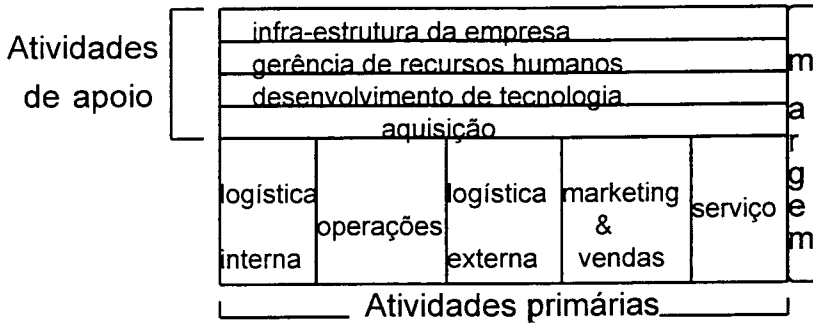 Atividades
de apoio
infra-estrutura da empresa
gerência de recursos humanos
desenvolvimento de tecnologia
aquisição
logística
interna
operações
logística
externa
marketing
&
vendas
serviço
margem
Atividades primárias